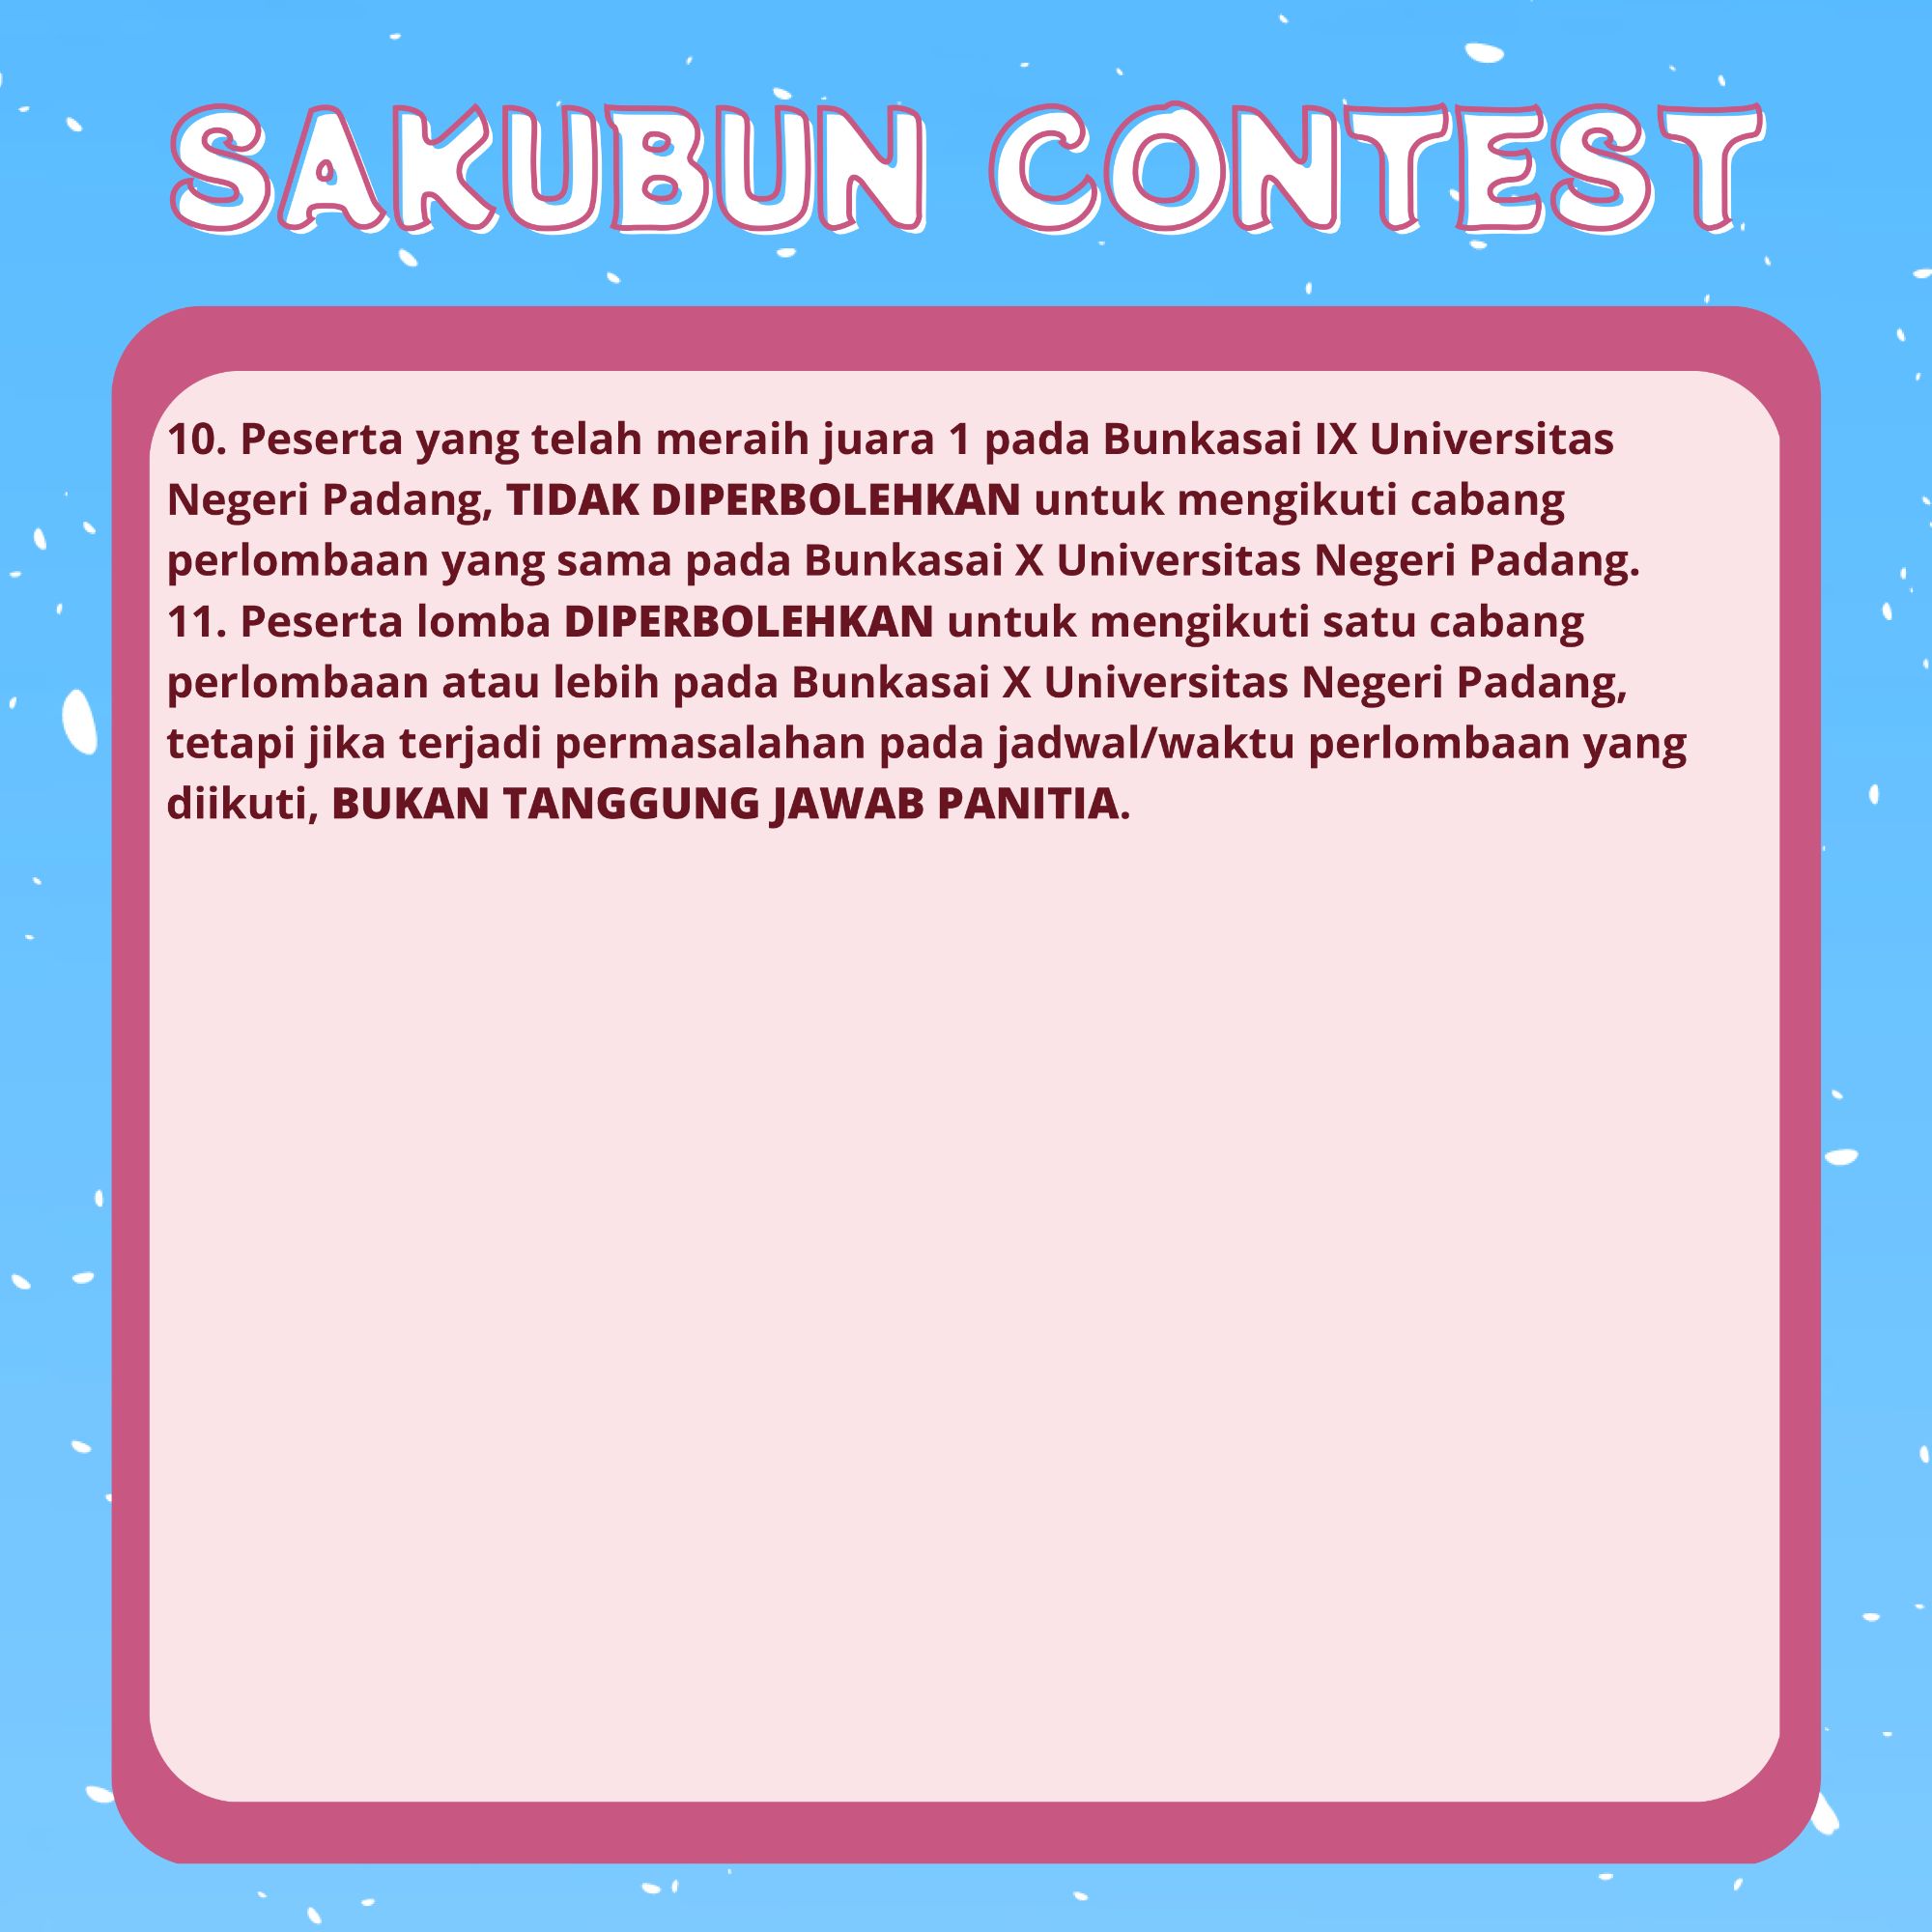 SAKUBUN CONTEST
10. Peserta yang telah meraih juara 1 pada Bunkasai IX Universitas
Negeri Padang, TIDAK DIPERBOLEHKAN untuk mengikuti cabang
perlombaan yang sama pada Bunkasai X Universitas Negeri Padang.
11. Peserta lomba DIPERBOLEHKAN untuk mengikuti satu cabang
perlombaan atau lebih pada Bunkasai X Universitas Negeri Padang,
tetapi jika terjadi permasalahan pada jadwal/waktu perlombaan yang
diikuti, BUKAN TANGGUNG JAWAB PANITIA.